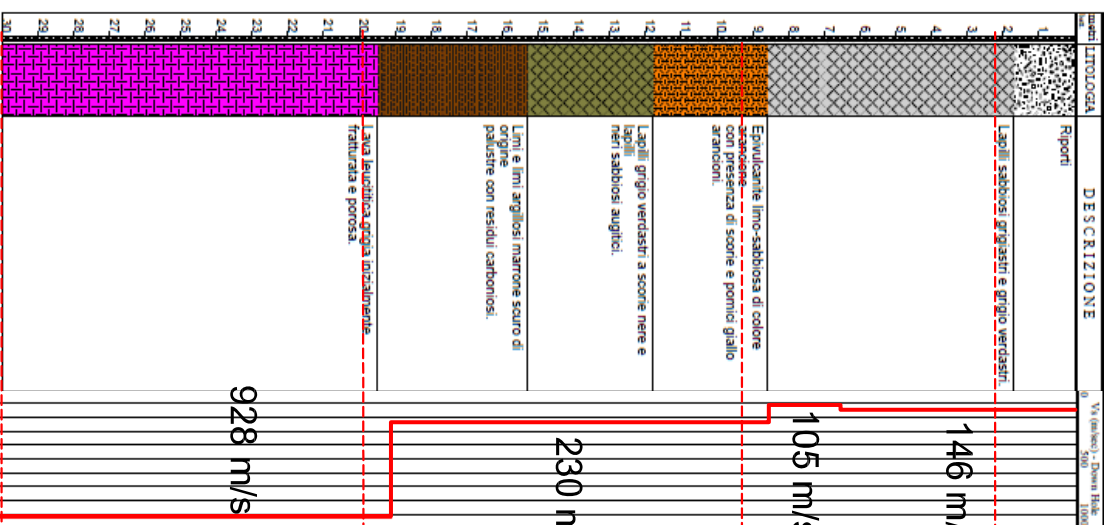 metri
LITOLOGIA
DESCRIZIONE
Vs (m/sec) - Down Hole
0
500
1000
1
2
3
4
5
6
7
8
9
10
11
12
13
14
15
16
17
18
19
20
21
22
23
24
25
26
27
28
29
30
Riporti
Lapilli sabbiosi grigiastri e grigio verdastri.
Epivulcanite limo-sabbiosa di colore
arancione
con presenza di scorie e pomici giallo
arancioni.
Lapilli grigio verdastri a scorie nere e
lapilli
neri sabbiosi augitici.
Limi e limi argillosi marrone scuro di
origine
palustre con residui carboniosi.
Lava leucititica grigia inizialmente
fratturata e porosa.
146 m/
105 m/s
230 m
928 m/s